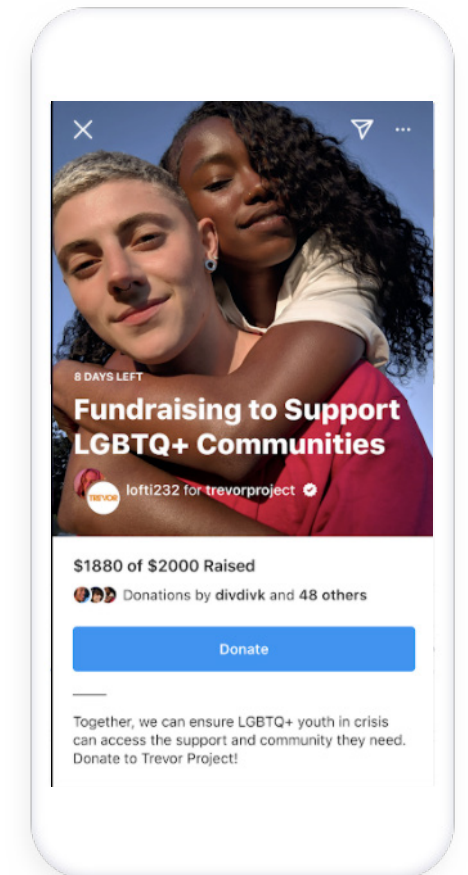 8 DAYS LEFT
Fundraising to Support
LGBTQ+ Communities
TREVOR
lofti232 for trevorproject
$1880 of $2000 Raised
Donations by divdivk and 48 others
Donate
Together, we can ensure LGBTQ+ youth in crisis
can access the support and community they need.
Donate to Trevor Project!